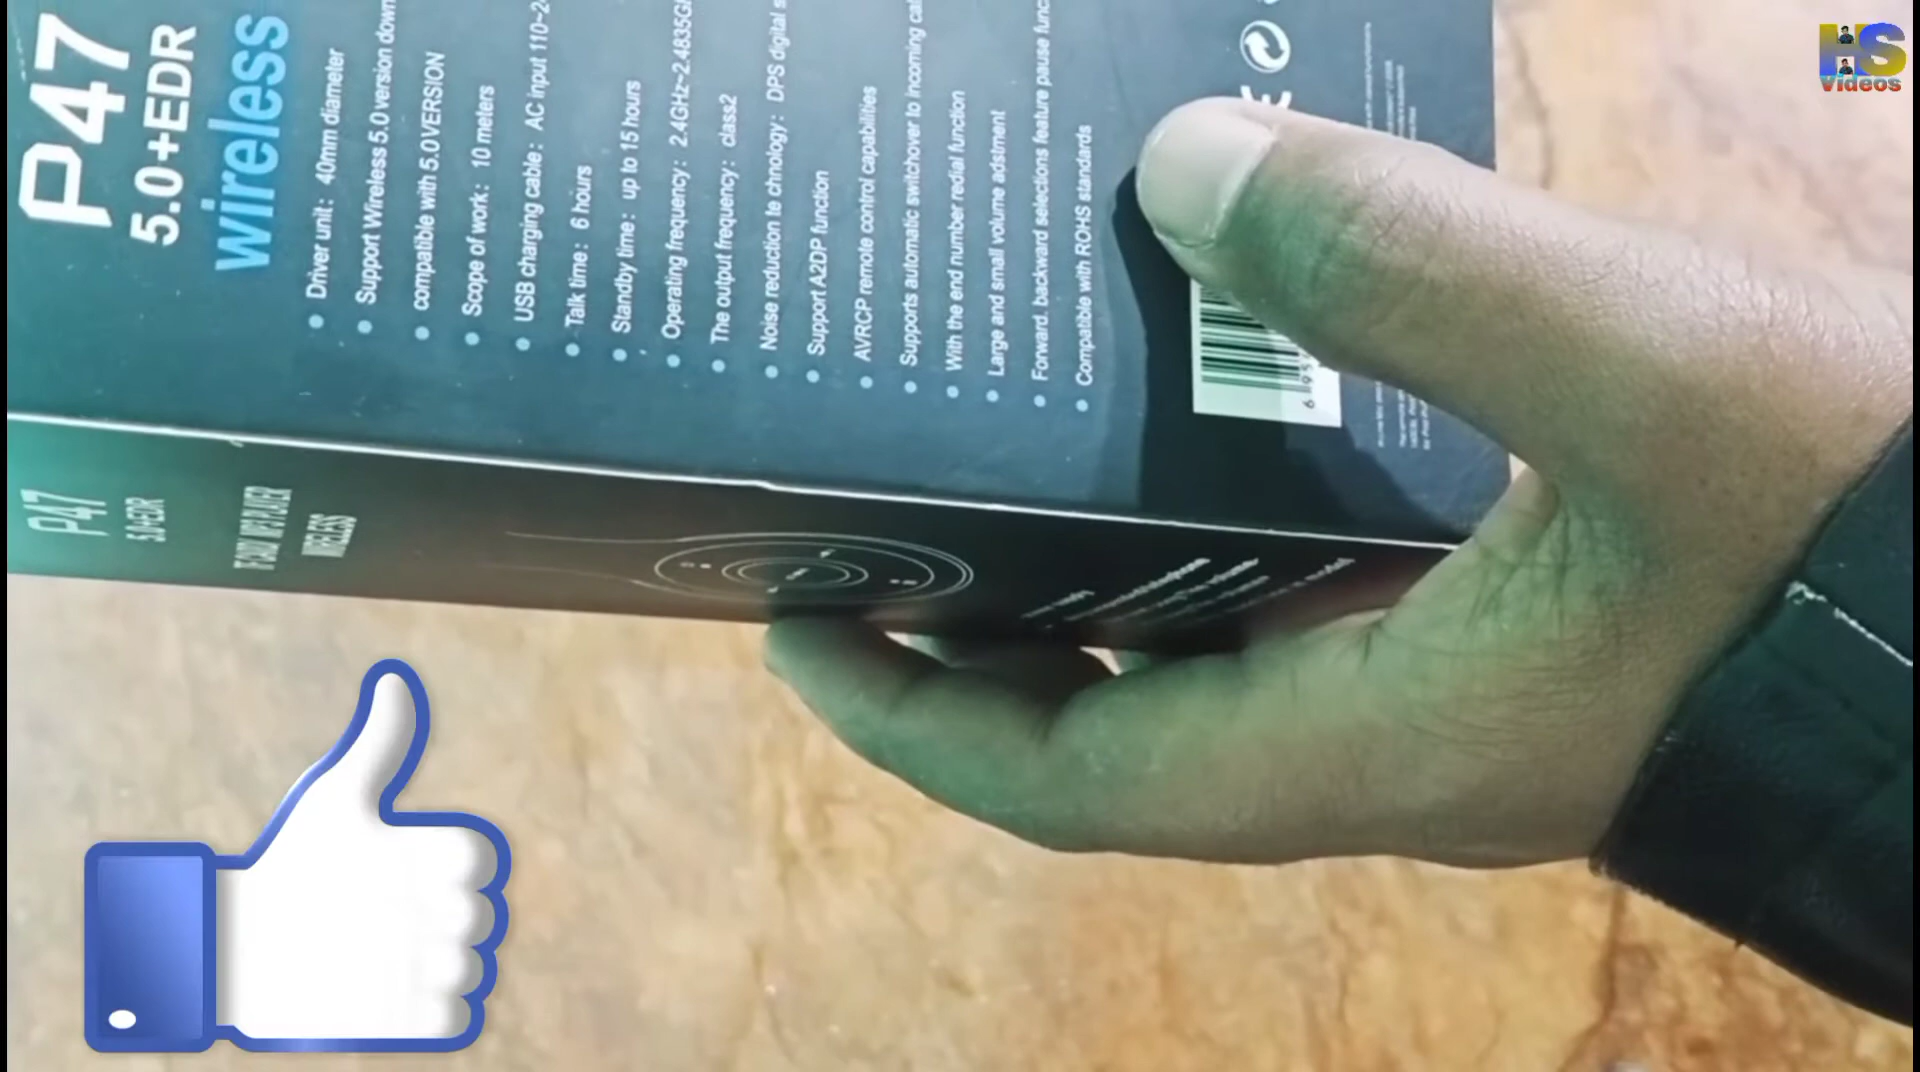 P47
5.0+EDR
wireless
Driver unit: 40mm diameter
Support Wireless 5.0 version down
compatible with 5.0VERSION
Scope of work: 10 meters
USB charging cable: AC input 110~2
Talk time: 6 hours
Standby time: up to 15 hours
Operating frequency: 2.4GHz~2.4835G
The output frequency: class2
Noise reduction te chnology: DPS digital s
Support A2DP function
AVRCP remote control capabilities
Supports automatic switchover to incoming cal
With the end number redial function
Large and small volume adstment
Forward. backward selections feature pause func
Compatible with ROHS standards
P47
5.0+EDR
TF CARD MP3 PLAYER
WIRELESS
HS
Videos